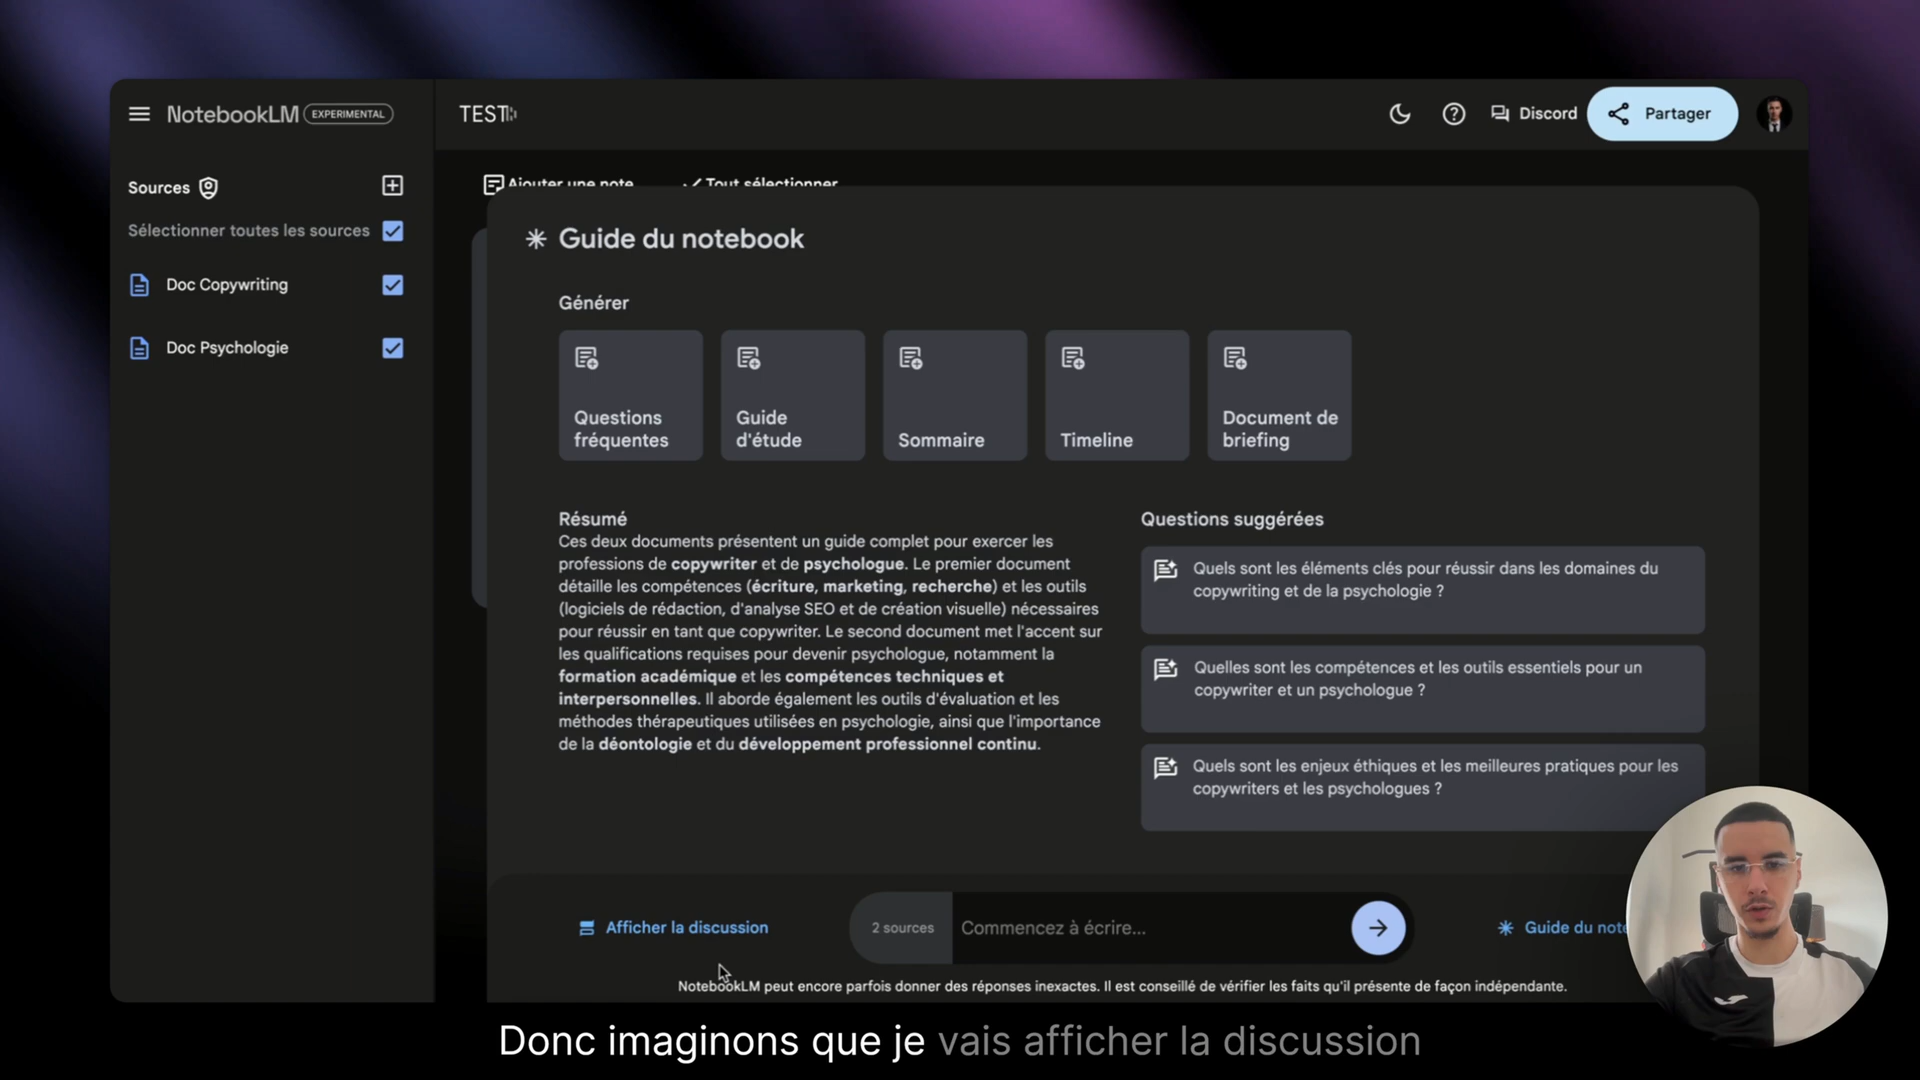 NotebookLM EXPERIMENTAL
TEST
Discord
Partager
Sources
Sélectionner toutes les sources
Doc Copywriting
Doc Psychologie
Ajouter une note
Tout sélectionner
Guide du notebook
Générer
Questions
fréquentes
Guide
d'étude
Sommaire
Timeline
Document de
briefing
Résumé
Ces deux documents présentent un guide complet pour exercer les
professions de copywriter et de psychologue. Le premier document
détaille les compétences (écriture, marketing, recherche) et les outils
(logiciels de rédaction, d'analyse SEO et de création visuelle) nécessaires
pour réussir en tant que copywriter. Le second document met l'accent sur
les qualifications requises pour devenir psychologue, notamment la
formation académique et les compétences techniques et
interpersonnelles. Il aborde également les outils d'évaluation et les
méthodes thérapeutiques utilisées en psychologie, ainsi que l'importance
de la déontologie et du développement professionnel continu.
Questions suggérées
Quels sont les éléments clés pour réussir dans les domaines du
copywriting et de la psychologie ?
Quelles sont les compétences et les outils essentiels pour un
copywriter et un psychologue ?
Quels sont les enjeux éthiques et les meilleures pratiques pour les
copywriters et les psychologues ?
Afficher la discussion
2 sources
Commencez à écrire...
Guide du note
NotebookLM peut encore parfois donner des réponses inexactes. Il est conseillé de vérifier les faits qu'il présente de façon indépendante.
Donc imaginons que je vais afficher la discussion